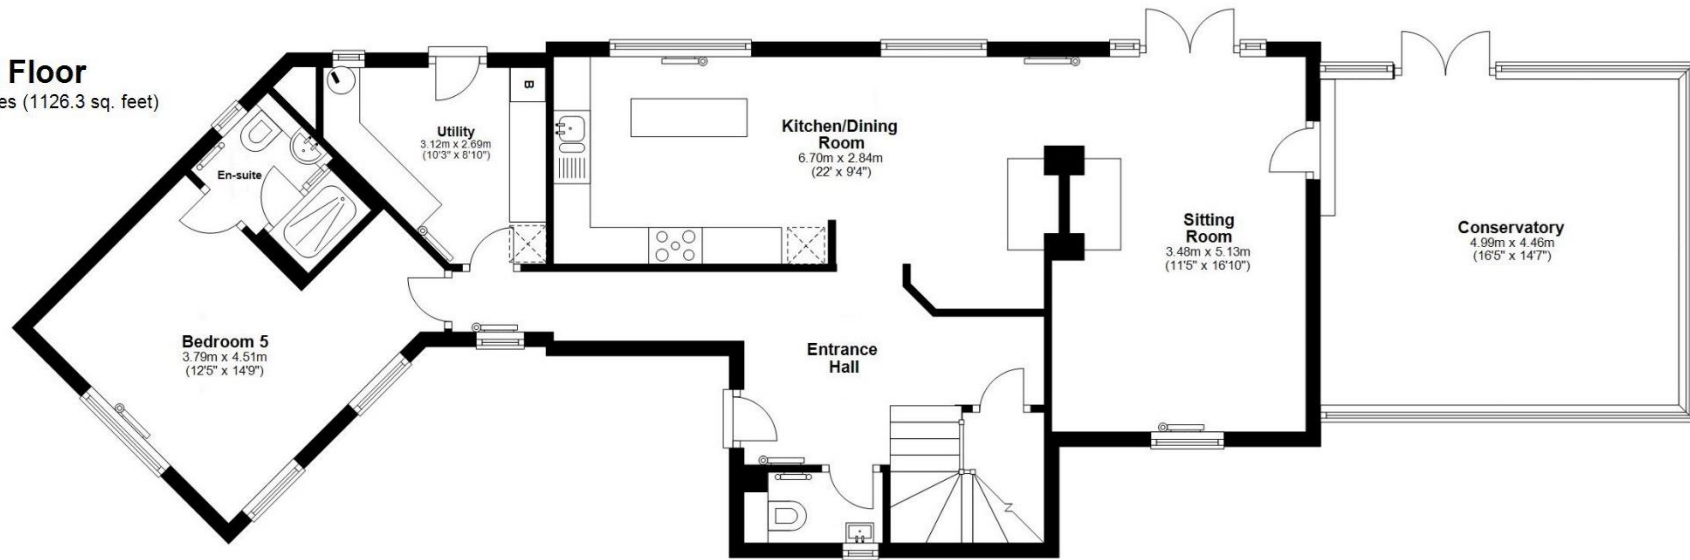 Floor
es (1126.3 sq. feet)
Utility
3.12m x 2.69m
(10'3" x 8'10")
B
Kitchen/Dining
Room
6.70m x 2.84m
(22' x 9'4")
En-suite
Sitting
Room
3.48m x 5.13m
(11'5" x 16'10")
Conservatory
4.99m x 4.46m
(16'5" x 14'7")
Bedroom 5
3.79m x 4.51m
(12'5" x 14'9")
Entrance
Hall